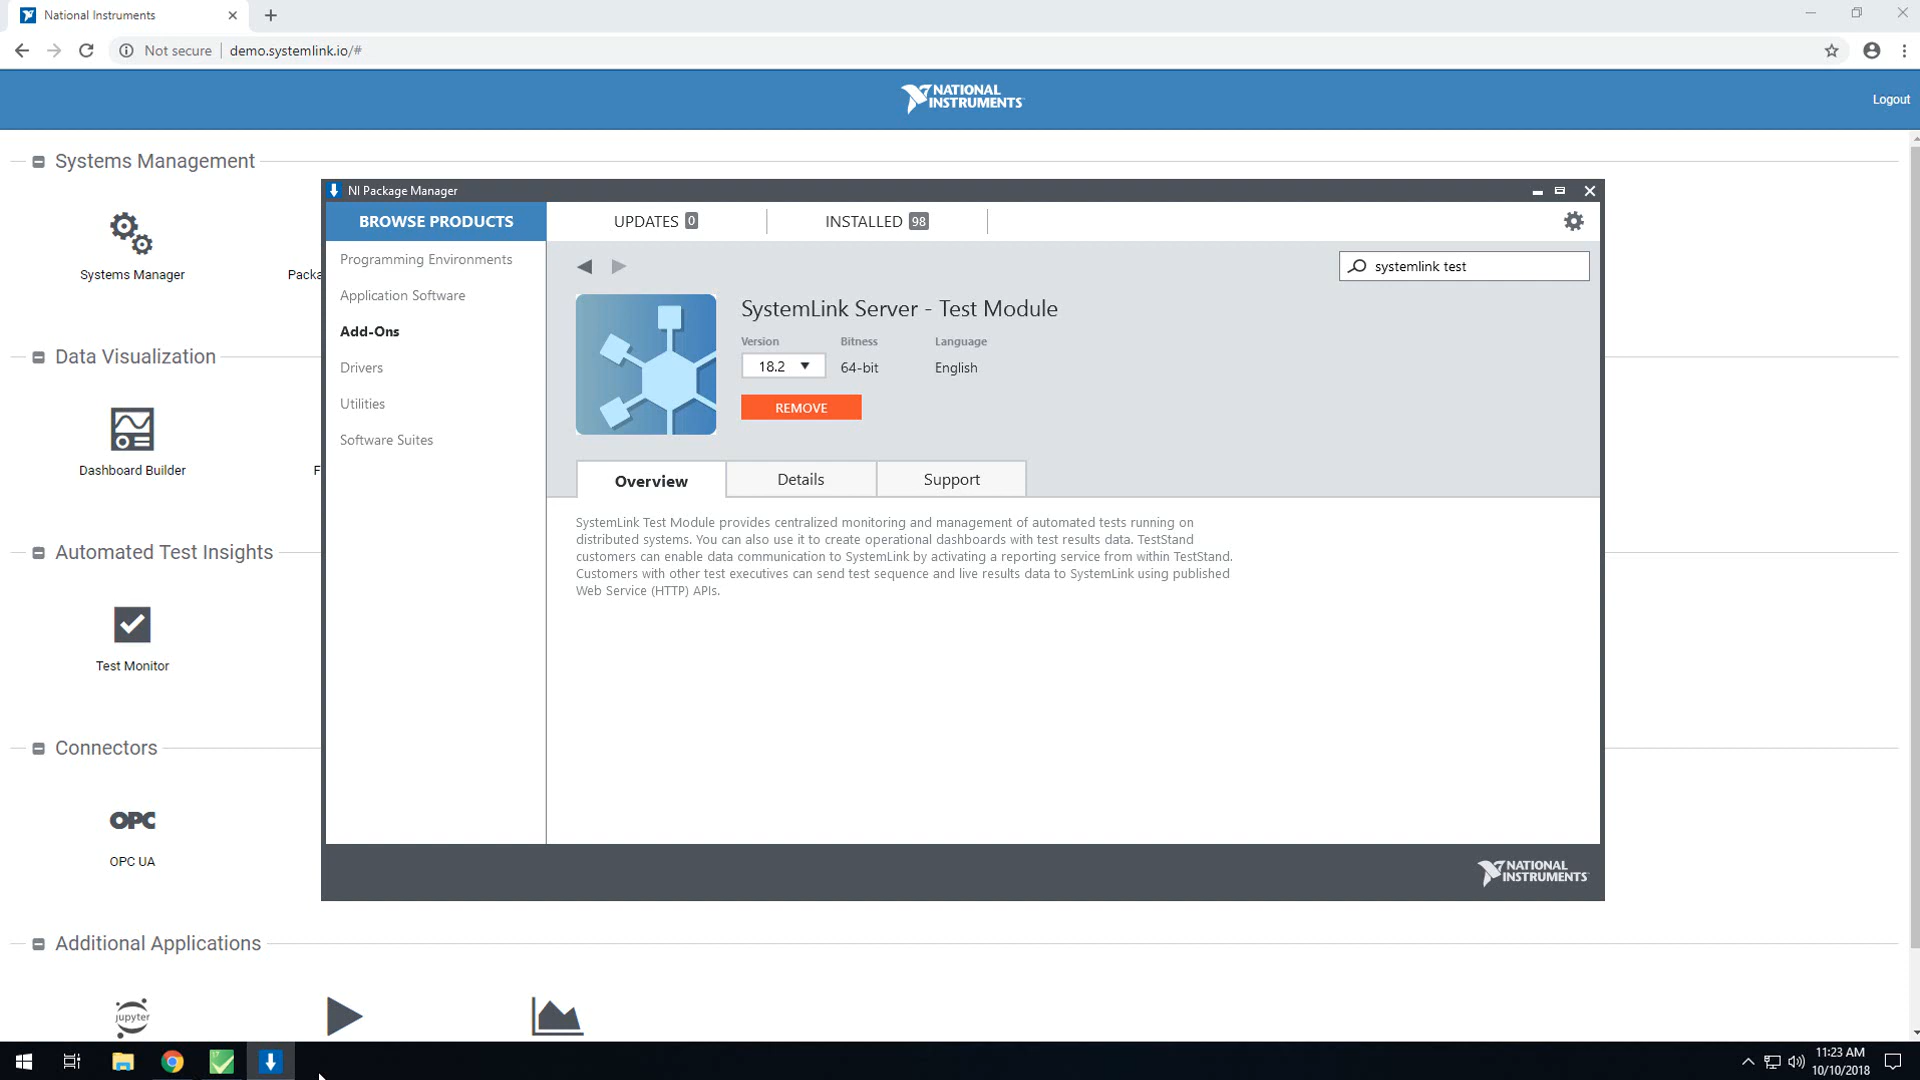 National Instruments
Not secure
demo.systemlink.io/#
NATIONAL
INSTRUMENTS
Logout
Systems Management
Systems Manager
Packa
Data Visualization
Dashboard Builder
F
Automated Test Insights
Test Monitor
Connectors
OPC
OPC UA
Additional Applications
jupyter
NI Package Manager
BROWSE PRODUCTS
UPDATES 0
INSTALLED 98
Programming Environments
Application Software
Add-Ons
Drivers
Utilities
Software Suites
systemlink test
SystemLink Server - Test Module
Version Bitness Language
18.2 64-bit English
REMOVE
Overview Details Support
SystemLink Test Module provides centralized monitoring and management of automated tests running on
distributed systems. You can also use it to create operational dashboards with test results data. TestStand
customers can enable data communication to SystemLink by activating a reporting service from within TestStand.
Customers with other test executives can send test sequence and live results data to SystemLink using published
Web Service (HTTP) APIs.
NATIONAL
INSTRUMENTS
11:23 AM
10/10/2018